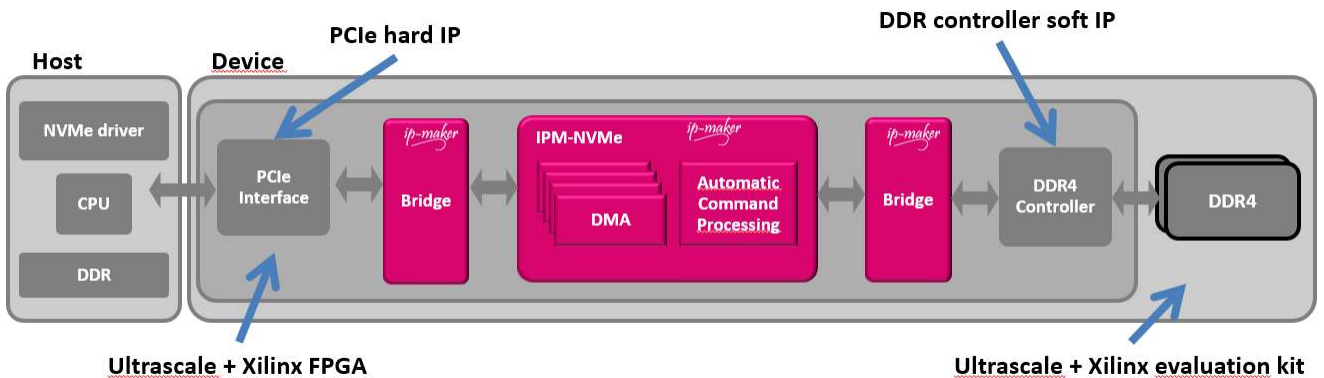 DDR controller soft IP
PCIe hard IP
Host
Device
NVMe driver
CPU
DDR
PCIe
Interface
ip-maker
Bridge
IPM-NVMe
ip-maker
DMA
Automatic
Command
Processing
ip-maker
Bridge
DDR4
Controller
DDR4
Ultrascale + Xilinx FPGA
Ultrascale + Xilinx evaluation kit